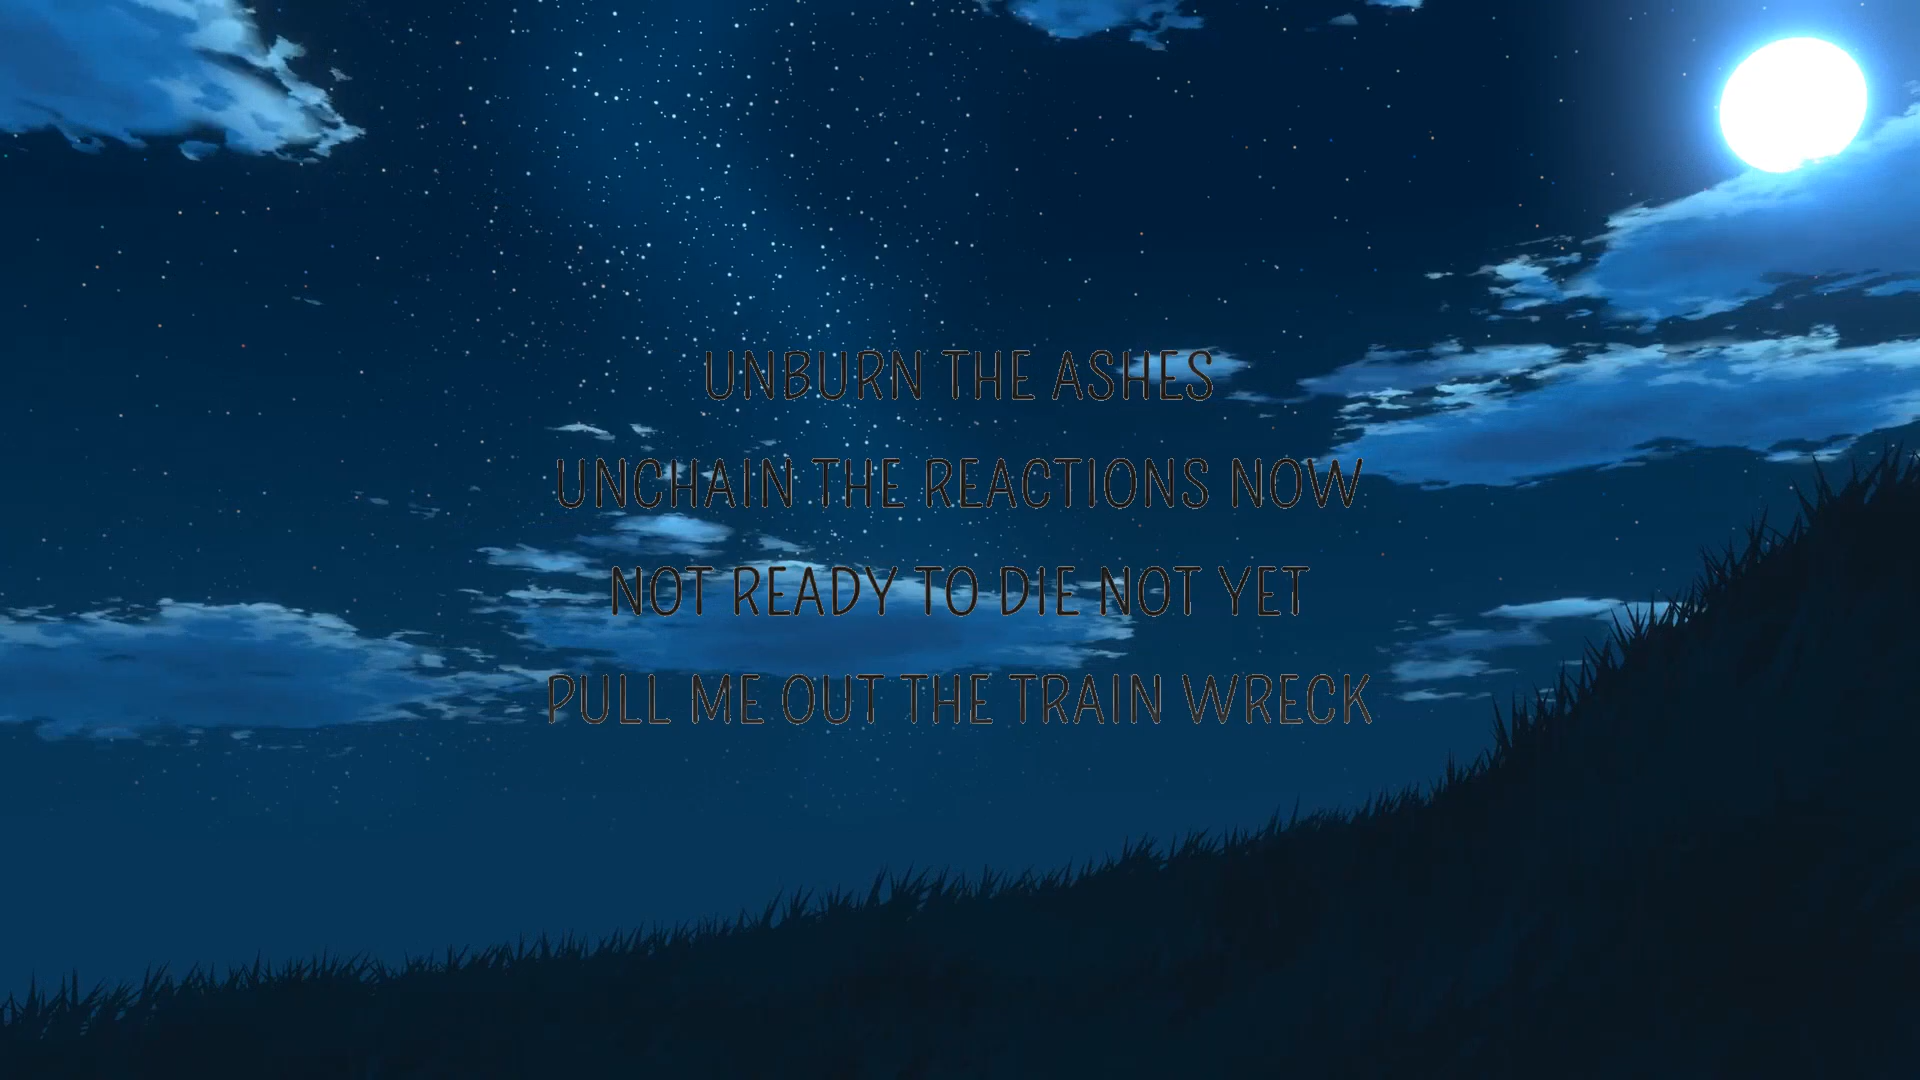 UNBURN THE ASHES
UNCHAIN THE REACTIONS NOW
NOT READY TO DIE NOT YET
PULL ME OUT THE TRAIN WRECK